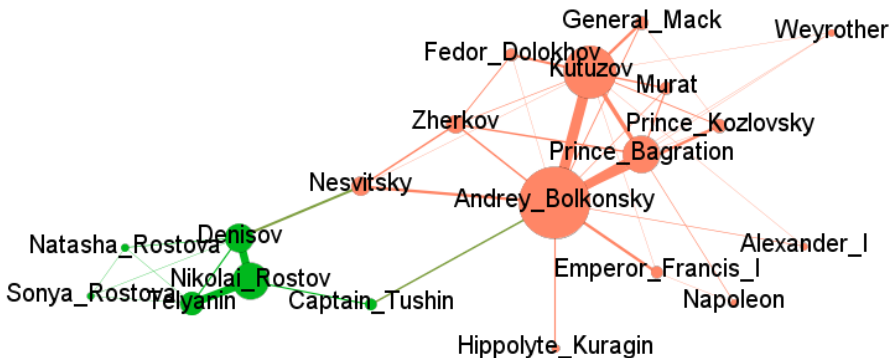 General_Mack
Weyrother
Fedor_Dolokhov
Kutuzov
Murat
Zherkov
Prince_Kozlovsky
Prince_Bagration
Nesvitsky
Andrey_Bolkonsky
Denisov
Natasha_Rostova
Alexander_I
Emperor_Francis_I
Nikolai_Rostov
Sonya_Rostova
Telyanin
Captain_Tushin
Napoleon
Hippolyte_Kuragin